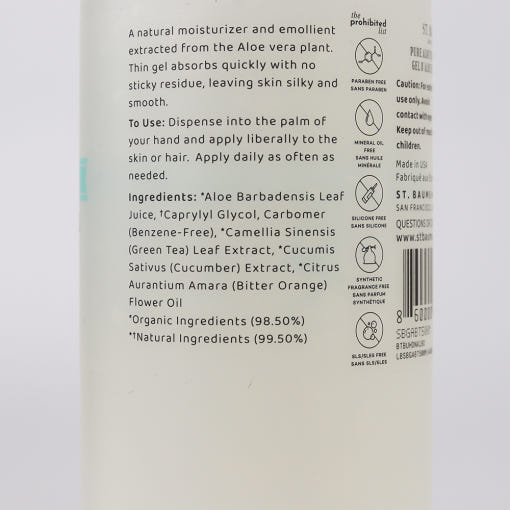 A natural moisturizer and emollient
extracted from the Aloe vera plant.
Thin gel absorbs quickly with no
sticky residue, leaving skin silky and
smooth.
To Use: Dispense into the palm of
your hand and apply liberally to the
skin or hair. Apply daily as often as
needed.
Ingredients: *Aloe Barbadensis Leaf
Juice, †Caprylyl Glycol, Carbomer
(Benzene-Free), *Camellia Sinensis
(Green Tea) Leaf Extract, *Cucumis
Sativus (Cucumber) Extract, *Citrus
Aurantium Amara (Bitter Orange)
Flower Oil
*Organic Ingredients (98.50%)
*†Natural Ingredients (99.50%)
the
prohibited
list
PARABEN FREE
SANS PARABEN
MINERAL OIL
FREE
SANS HUILE
MINÉRALE
SILICONE FREE
SANS SILICONE
SYNTHETIC
FRAGRANCE FREE
SANS PARFUM
SYNTHÉTIQUE
SLS/SLES FREE
SANS SLS/SLES
ST.
PURE
GEL D'
Caution: For
use only. Avoid
contact with
Keep out of
children.
Made in USA
Fabriqué aux
ST.
SAN
QUESTIONS
www.
8